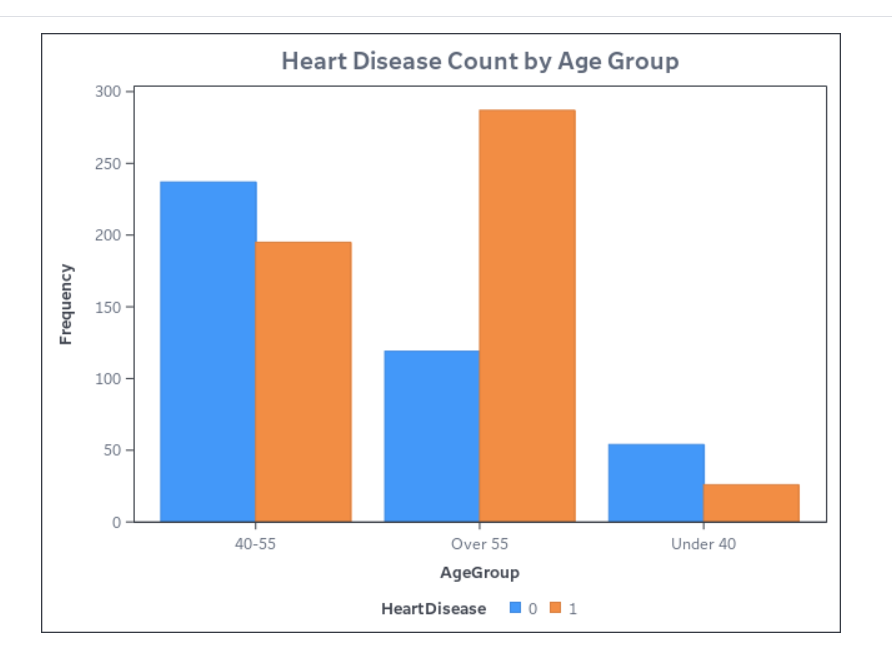 Heart Disease Count by Age Group
300
250
200
150
100
50
0
Frequency
40-55 Over 55 Under 40
AgeGroup
HeartDisease 0 1